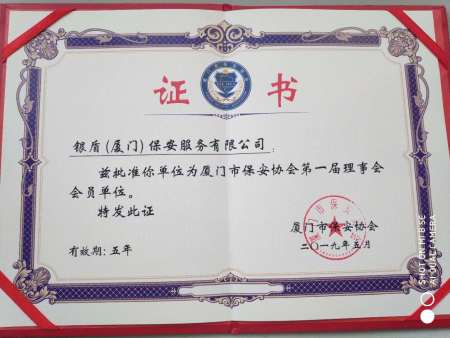 证书
银盾(厦门)保安服务有限公司:
兹批准你单位为厦门市保安协会第一届理事会
会员单位。
特发此证
厦门市保安协会
有效期:五年
二〇一九年五月
SHOT ON MI 8 SE
AI DUAL CAMERA